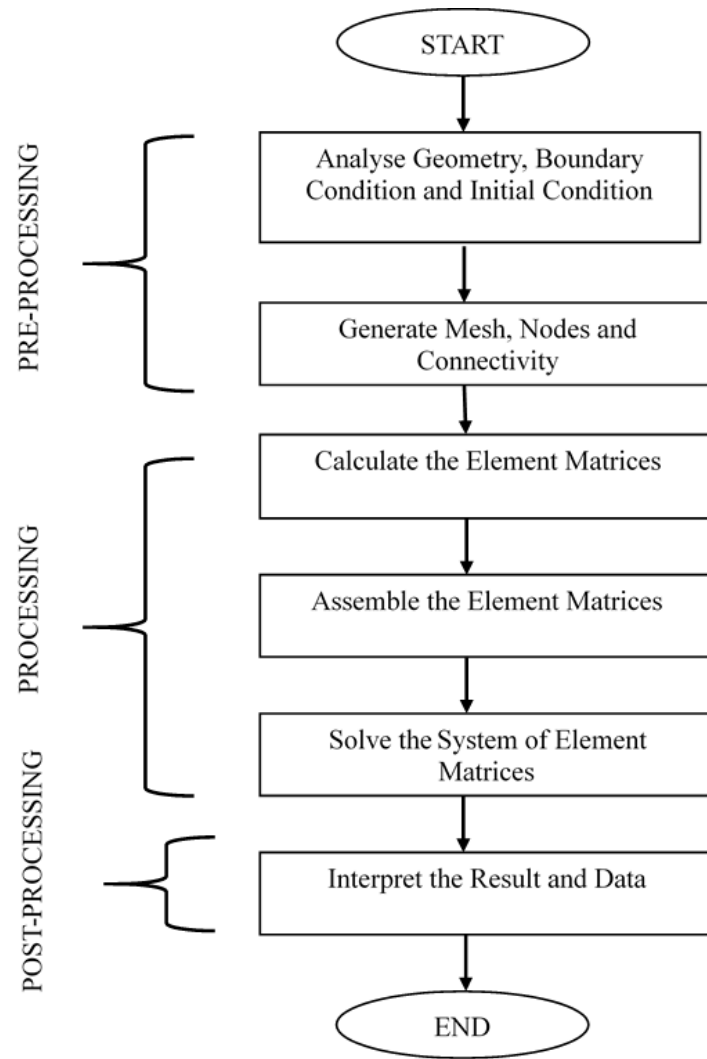 START
PRE-PROCESSING
Analyse Geometry, Boundary
Condition and Initial Condition
Generate Mesh, Nodes and
Connectivity
PROCESSING
Calculate the Element Matrices
Assemble the Element Matrices
Solve the System of Element
Matrices
POST-PROCESSING
Interpret the Result and Data
END